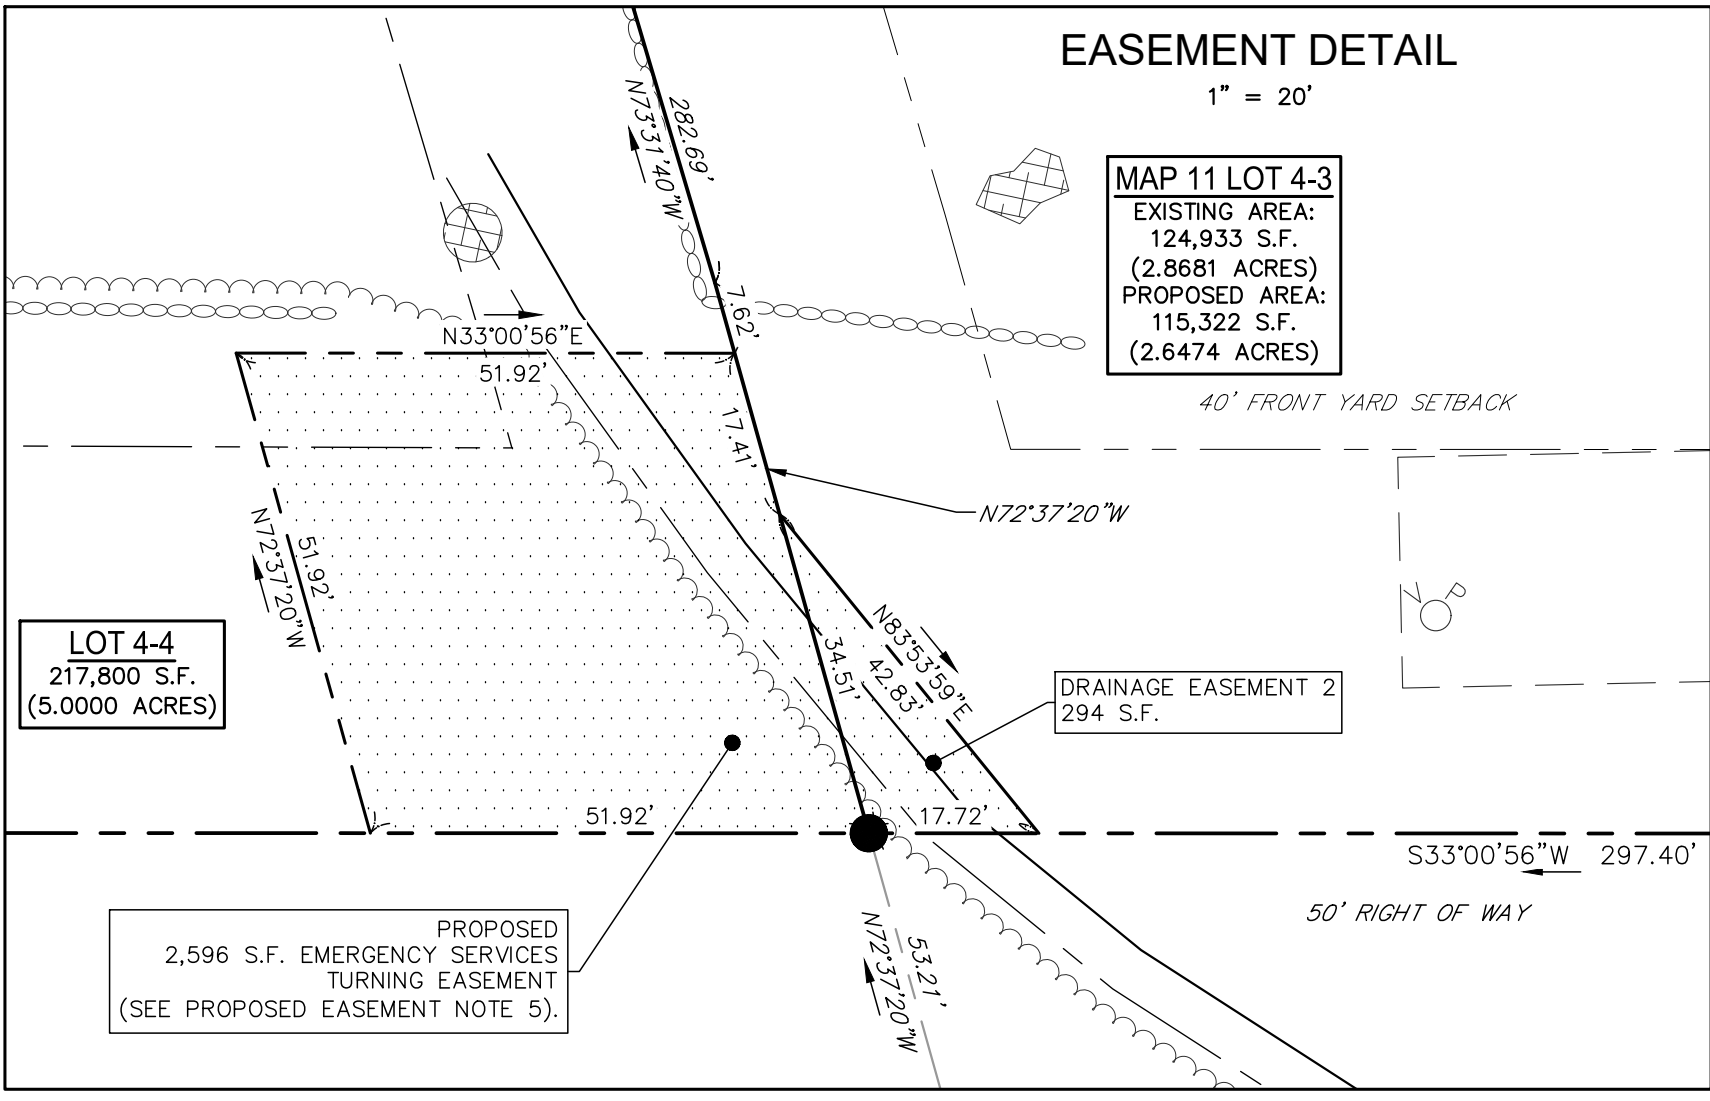 EASEMENT DETAIL
1" = 20'
282.69'
N73°31'40"W
MAP 11 LOT 4-3
EXISTING AREA:
124,933 S.F.
(2.8681 ACRES)
PROPOSED AREA:
115,322 S.F.
(2.6474 ACRES)
7.62'
N33°00'56"E
51.92'
40' FRONT YARD SETBACK
17.41'
N72°37'20"W
51.92'
N72°37'20"W
VP
LOT 4-4
217,800 S.F.
(5.0000 ACRES)
34.51'
N83°53'59"E
42.83'
DRAINAGE EASEMENT 2
294 S.F.
51.92'
17.72'
S33°00'56"W 297.40'
50' RIGHT OF WAY
PROPOSED
2,596 S.F. EMERGENCY SERVICES
TURNING EASEMENT
(SEE PROPOSED EASEMENT NOTE 5).
53.21'
N72°37'20"W